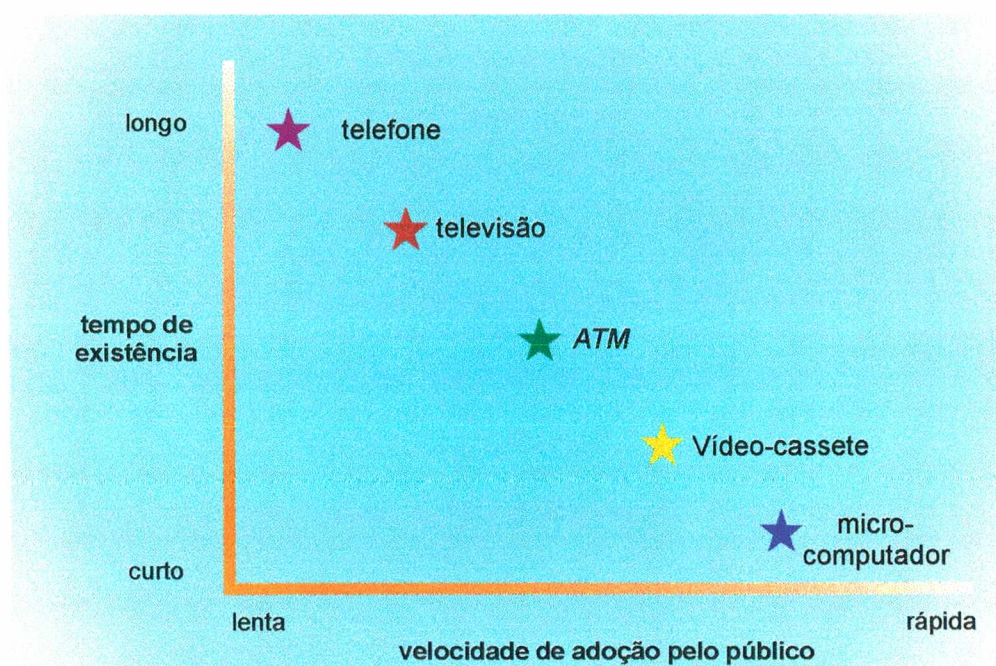 longo
telefone
televisão
tempo de
existência
ATM
Vídeo-cassete
micro-
computador
curto
lenta
rápida
velocidade de adoção pelo público